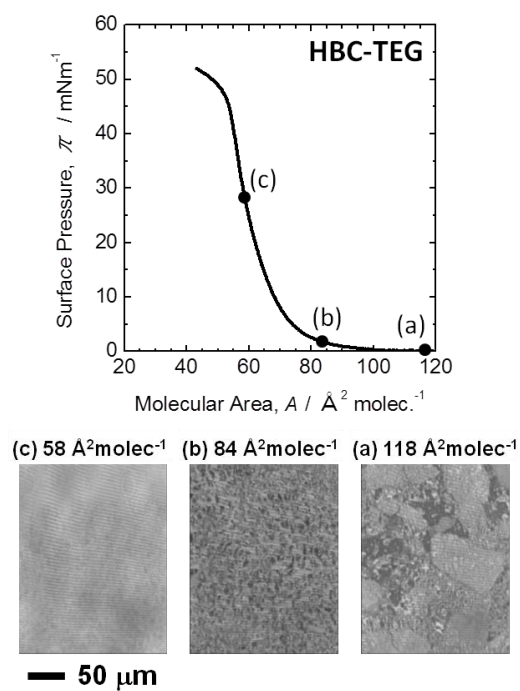 60
50
40
30
20
10
0
Surface Pressure, π / mNm⁻¹
HBC-TEG
(c)
(b)
(a)
20 40 60 80 100 120
Molecular Area, A / Å² molec.⁻¹
(c) 58 Å²molec⁻¹ (b) 84 Å²molec⁻¹ (a) 118 Å²molec⁻¹
50 μm